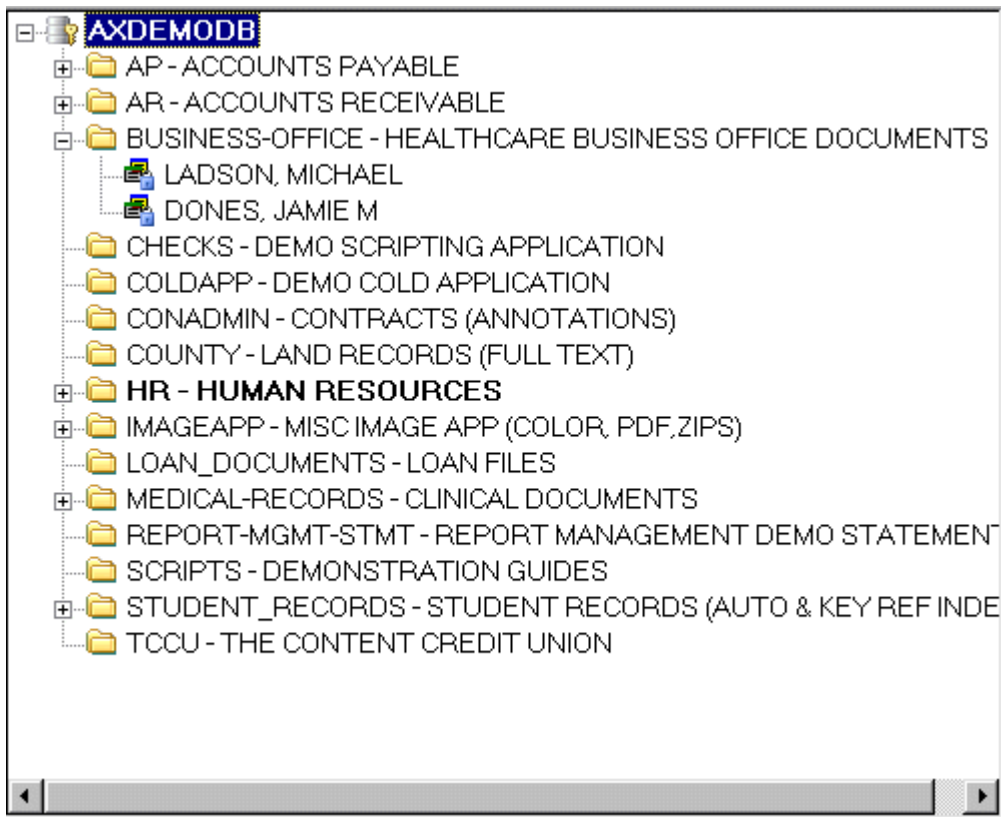 AXDEMODB
AP - ACCOUNTS PAYABLE
AR - ACCOUNTS RECEIVABLE
BUSINESS-OFFICE - HEALTHCARE BUSINESS OFFICE DOCUMENTS
LADSON, MICHAEL
DONES, JAMIE M
CHECKS - DEMO SCRIPTING APPLICATION
COLDAPP - DEMO COLD APPLICATION
CONADMIN - CONTRACTS (ANNOTATIONS)
COUNTY - LAND RECORDS (FULL TEXT)
HR - HUMAN RESOURCES
IMAGEAPP - MISC IMAGE APP (COLOR, PDF,ZIPS)
LOAN_DOCUMENTS - LOAN FILES
MEDICAL-RECORDS - CLINICAL DOCUMENTS
REPORT-MGMT-STMT - REPORT MANAGEMENT DEMO STATEMENT
SCRIPTS - DEMONSTRATION GUIDES
STUDENT_RECORDS - STUDENT RECORDS (AUTO & KEY REF INDE
TCCU - THE CONTENT CREDIT UNION